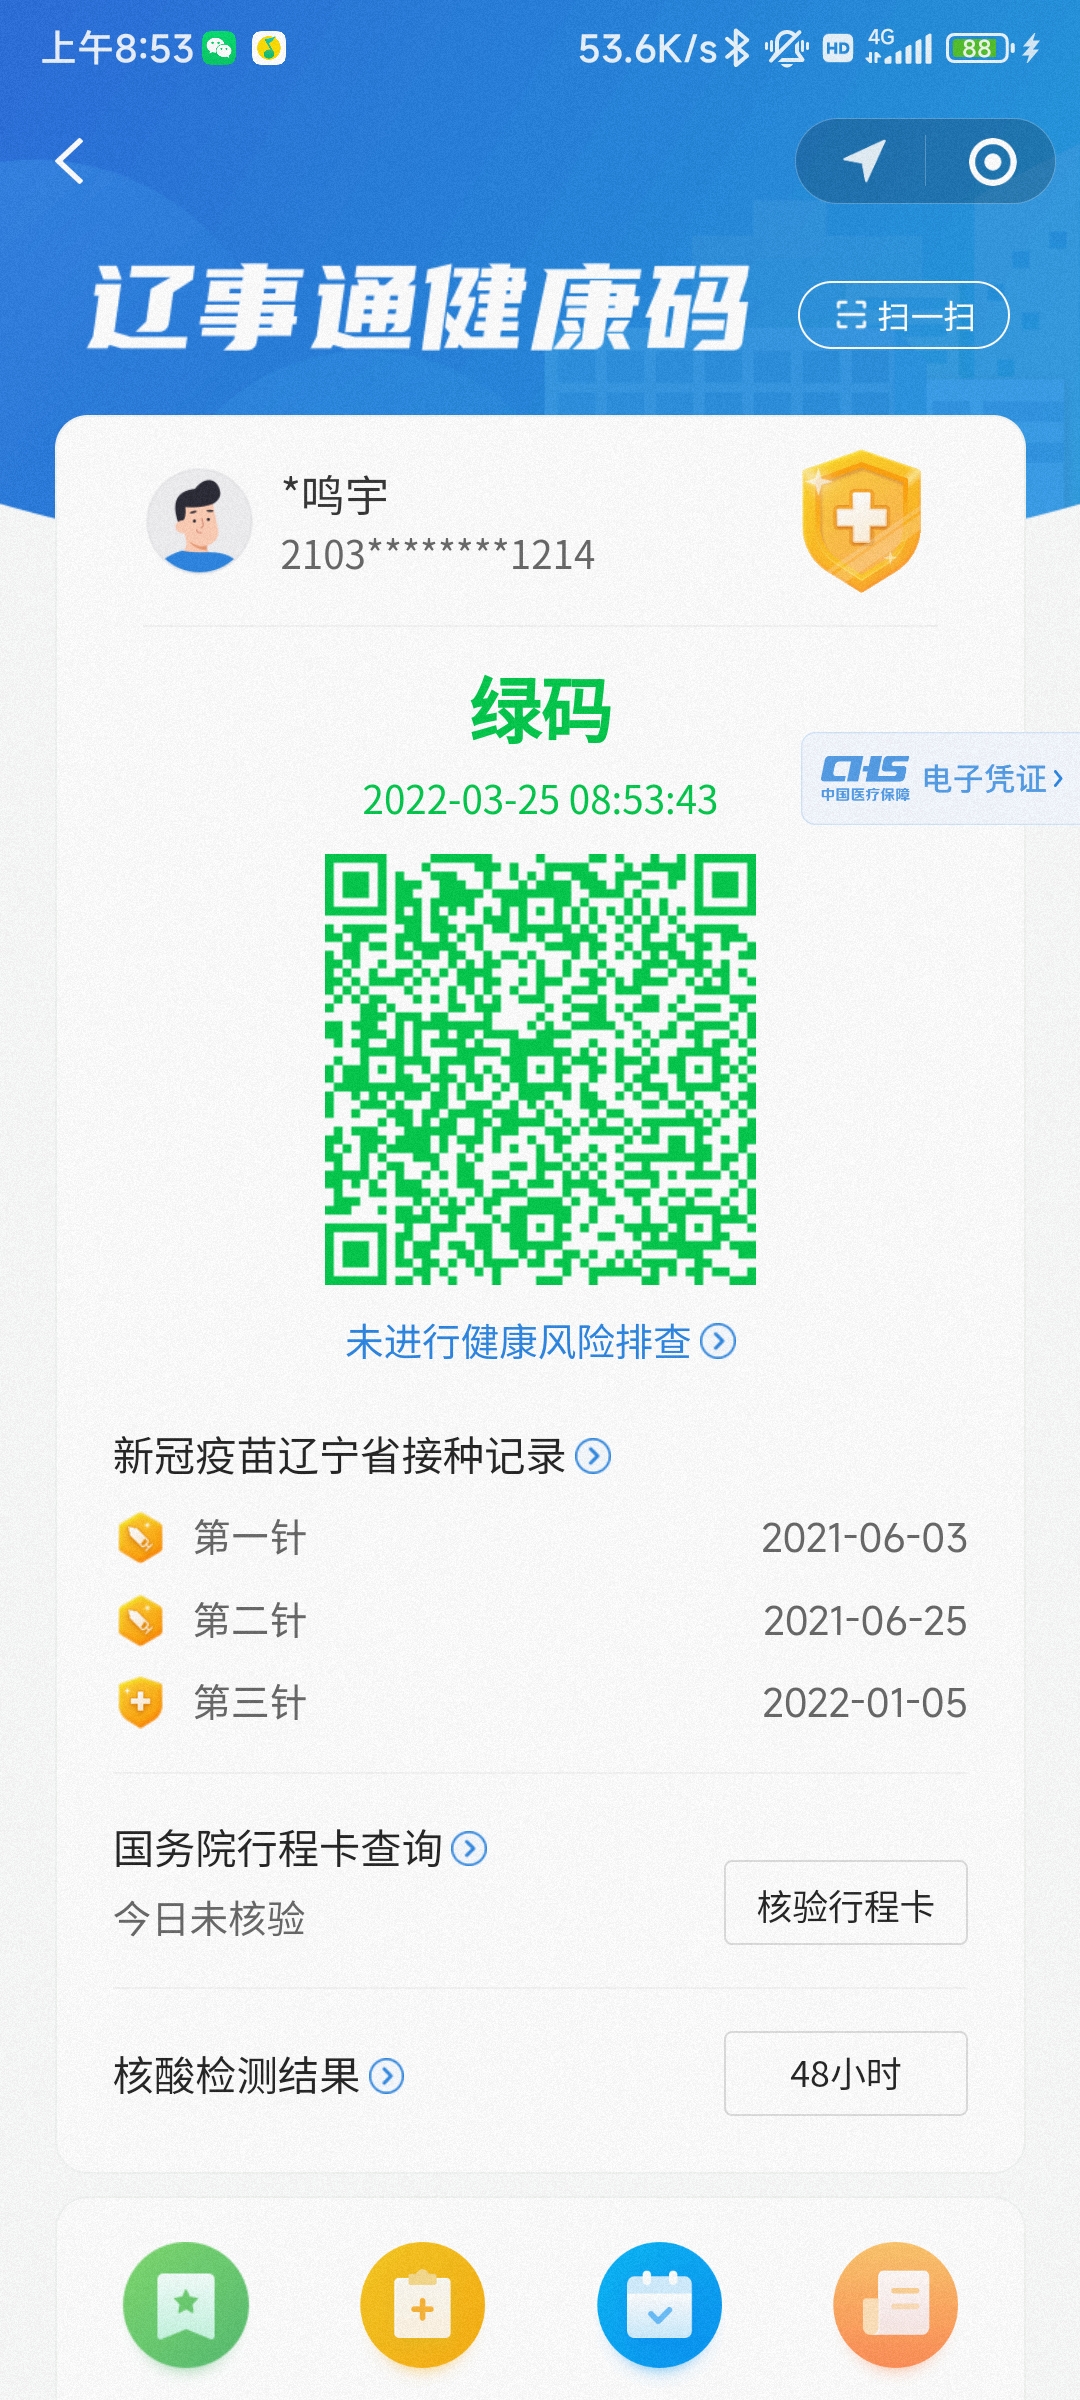 上午8:53
53.6K/s HD 4G 88
辽事通健康码
扫一扫
*鸣宇
2103********1214
绿码
2022-03-25 08:53:43
CHS
中国医疗保障
电子凭证
未进行健康风险排查
新冠疫苗辽宁省接种记录
第一针 2021-06-03
第二针 2021-06-25
第三针 2022-01-05
国务院行程卡查询
今日未核验
核验行程卡
核酸检测结果
48小时